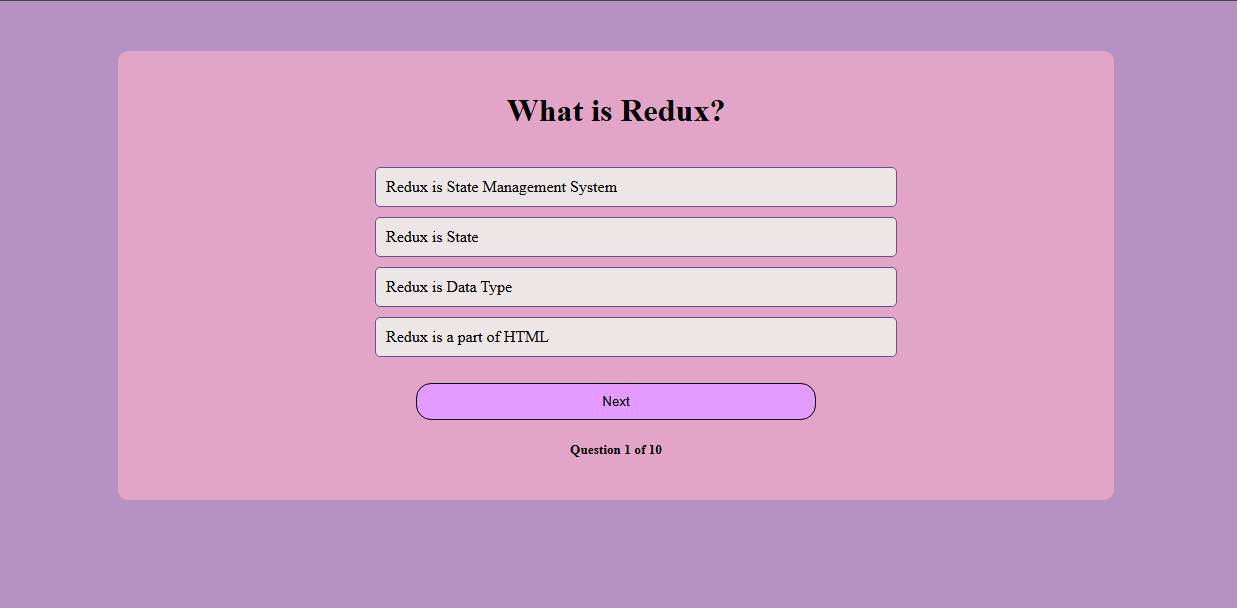 What is Redux?
Redux is State Management System
Redux is State
Redux is Data Type
Redux is a part of HTML
Next
Question 1 of 10